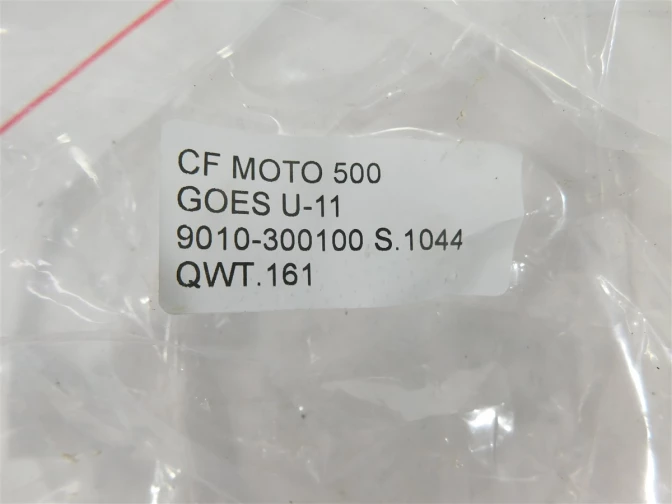 CF MOTO 500
GOES U-11
9010-300100 S.1044
QWT.161